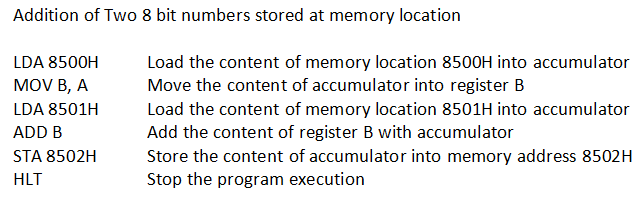 Addition of Two 8 bit numbers stored at memory location
LDA 8500H Load the content of memory location 8500H into accumulator
MOV B, A Move the content of accumulator into register B
LDA 8501H Load the content of memory location 8501H into accumulator
ADD B Add the content of register B with accumulator
STA 8502H Store the content of accumulator into memory address 8502H
HLT Stop the program execution